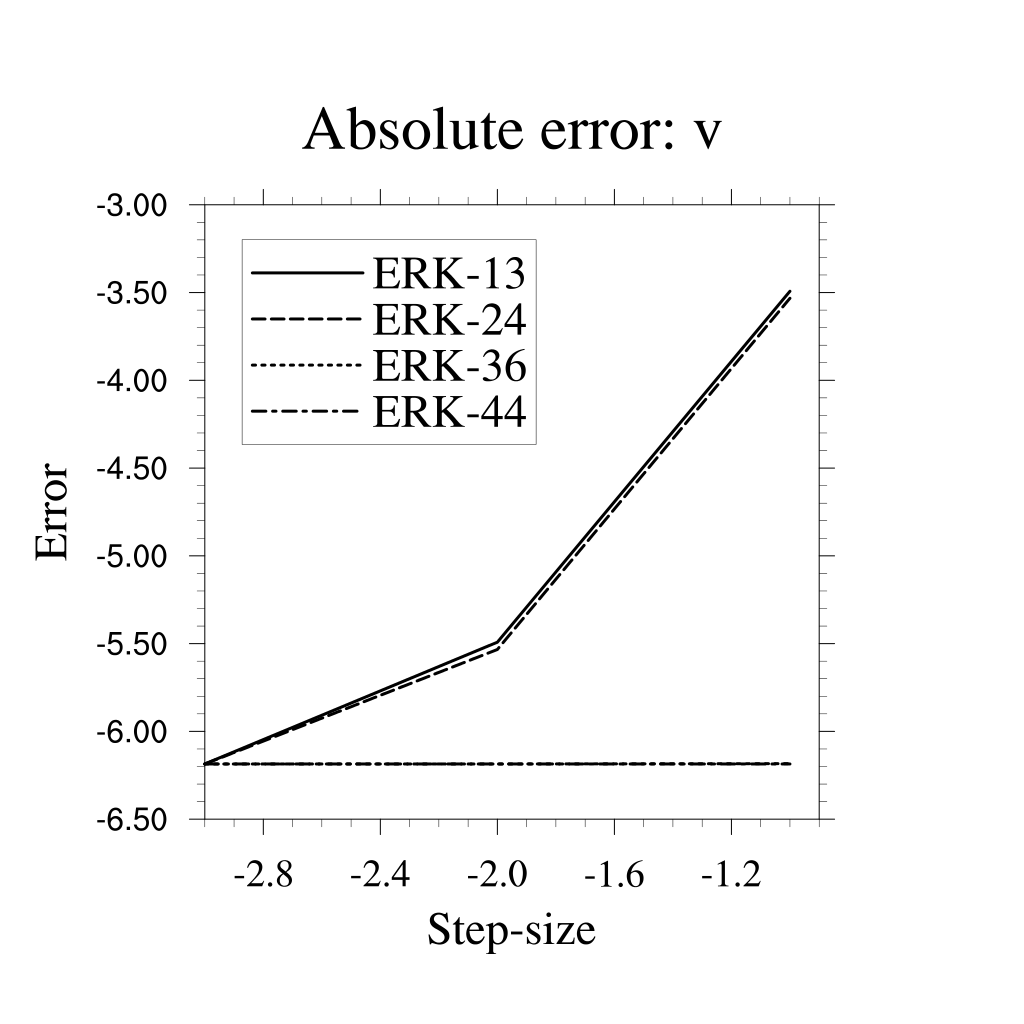 Absolute error: v
-3.00
-3.50
-4.00
-4.50
-5.00
-5.50
-6.00
-6.50
Error
ERK-13
ERK-24
ERK-36
ERK-44
-2.8 -2.4 -2.0 -1.6 -1.2
Step-size